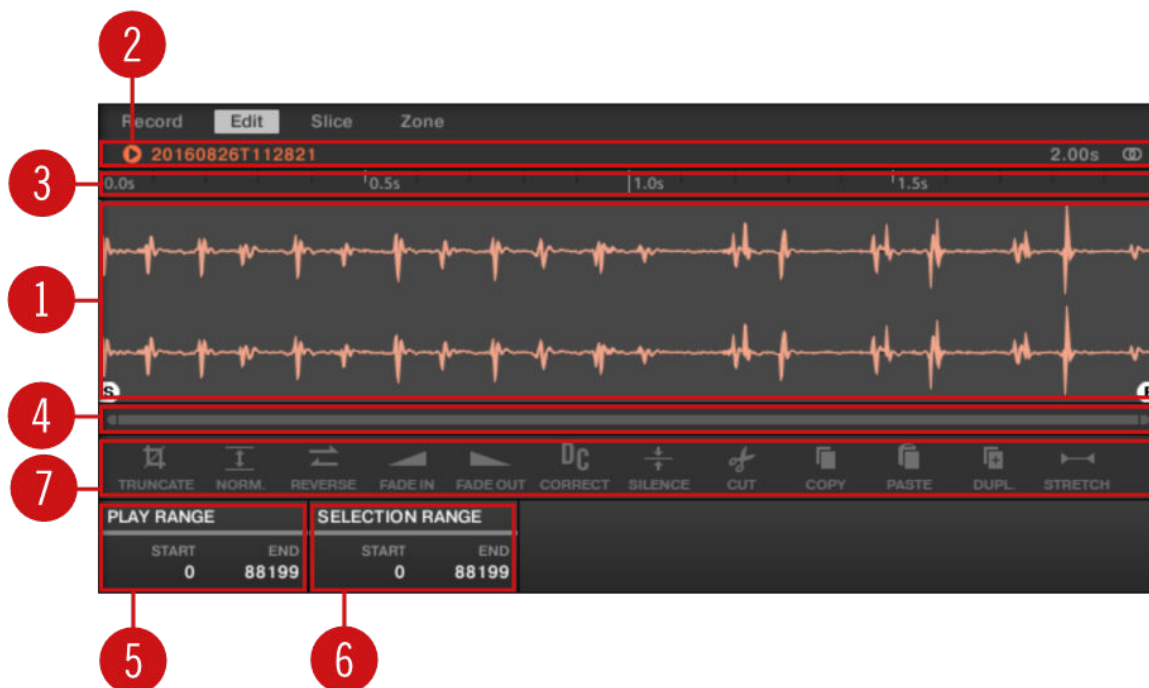 2
Record Edit Slice Zone
20160826T112821 2.00s
3
0.0s 0.5s 1.0s 1.5s
1
S
4
7
DC
TRUNCATE NORM. REVERSE FADE IN FADE OUT CORRECT SILENCE CUT COPY PASTE DUPL. STRETCH
PLAY RANGE SELECTION RANGE
START END START END
0 88199 0 88199
5 6